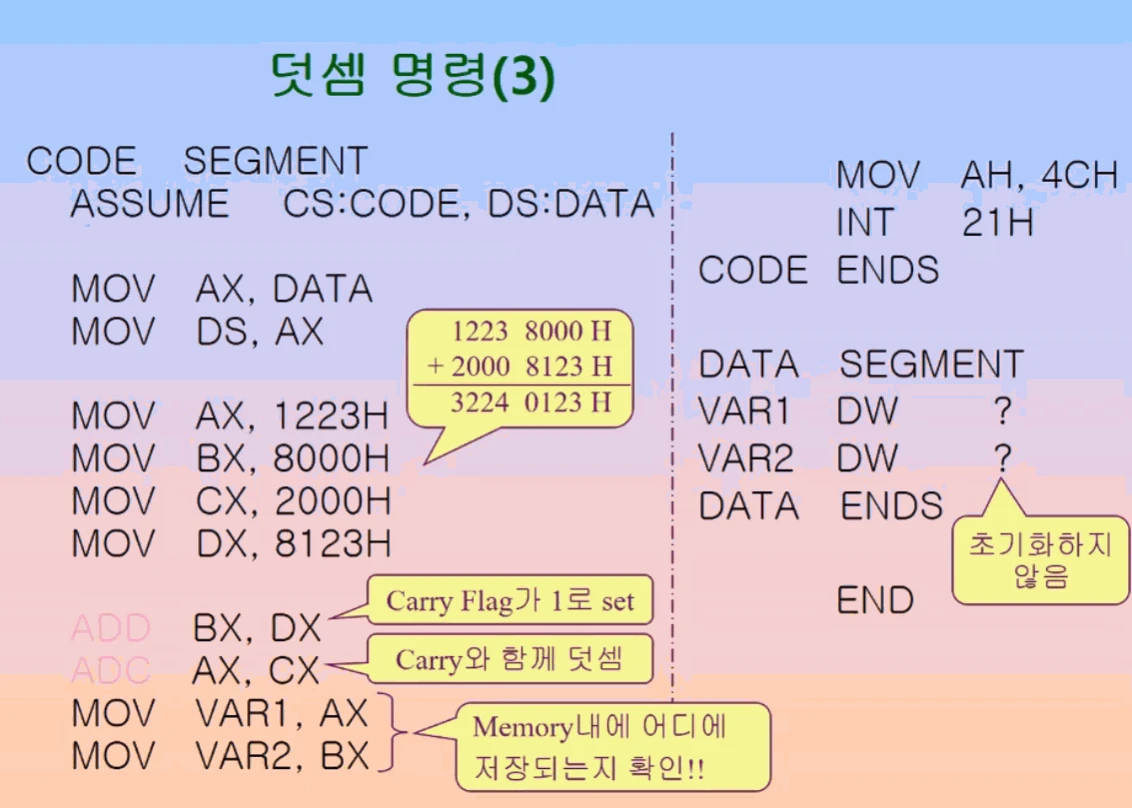 덧셈 명령(3)
CODE SEGMENT
ASSUME CS:CODE, DS:DATA
MOV AX, DATA
MOV DS, AX
1223 8000 H
+ 2000 8123 H
3224 0123 H
MOV AX, 1223H
MOV BX, 8000H
MOV CX, 2000H
MOV DX, 8123H
ADD BX, DX
Carry Flag가 1로 set
ADC AX, CX
Carry와 함께 덧셈
MOV VAR1, AX
MOV VAR2, BX
Memory내에 어디에
저장되는지 확인!!
MOV AH, 4CH
INT 21H
CODE ENDS
DATA SEGMENT
VAR1 DW ?
VAR2 DW ?
DATA ENDS
초기화하지
않음
END